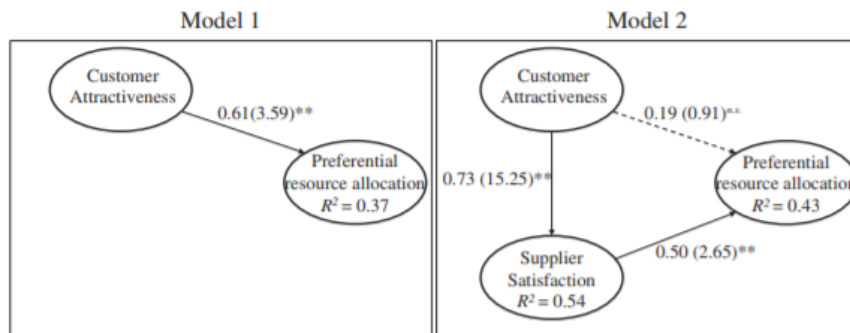 Model 1
Customer
Attractiveness
0.61(3.59)**
Preferential
resource allocation
R² = 0.37
Model 2
Customer
Attractiveness
0.19 (0.91)ⁿ·ˢ·
0.73 (15.25)**
Preferential
resource allocation
R² = 0.43
0.50 (2.65)**
Supplier
Satisfaction
R² = 0.54